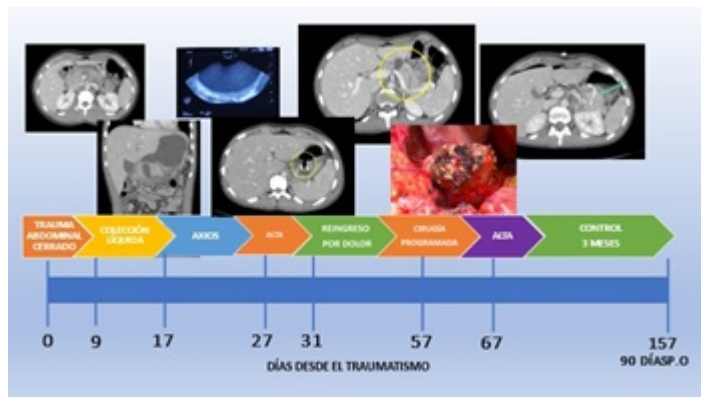 TRAUMA
ABDOMINAL
CERRADO
COLECCIÓN
LÍQUIDA
AXIOS
ALTA
REINGRESO
POR DOLOR
CIRUGÍA
PROGRAMADA
ALTA
CONTROL
3 MESES
0
9
17
27
31
57
67
157
90 DÍASP.O
DÍAS DESDE EL TRAUMATISMO